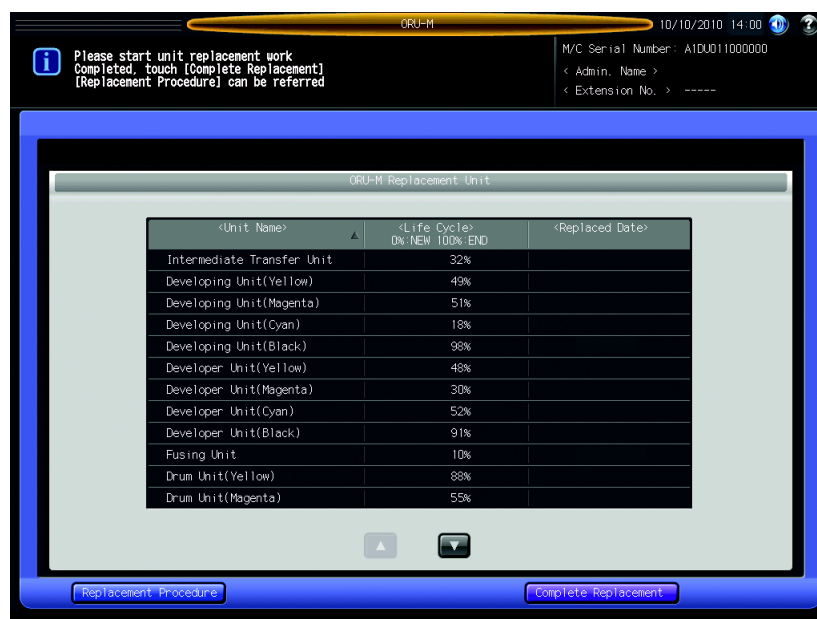 ORU-M
10/10/2010 14:00
Please start unit replacement work
Completed, touch [Complete Replacement]
[Replacement Procedure] can be referred
M/C Serial Number: A1DU011000000
< Admin. Name >
< Extension No. > -----
ORU-M Replacement Unit
<Unit Name> <Life Cycle> <Replaced Date>
0%:NEW 100%:END
Intermediate Transfer Unit 32%
Developing Unit(Yellow) 49%
Developing Unit(Magenta) 51%
Developing Unit(Cyan) 18%
Developing Unit(Black) 98%
Developer Unit(Yellow) 48%
Developer Unit(Magenta) 30%
Developer Unit(Cyan) 52%
Developer Unit(Black) 91%
Fusing Unit 10%
Drum Unit(Yellow) 88%
Drum Unit(Magenta) 55%
Replacement Procedure
Complete Replacement